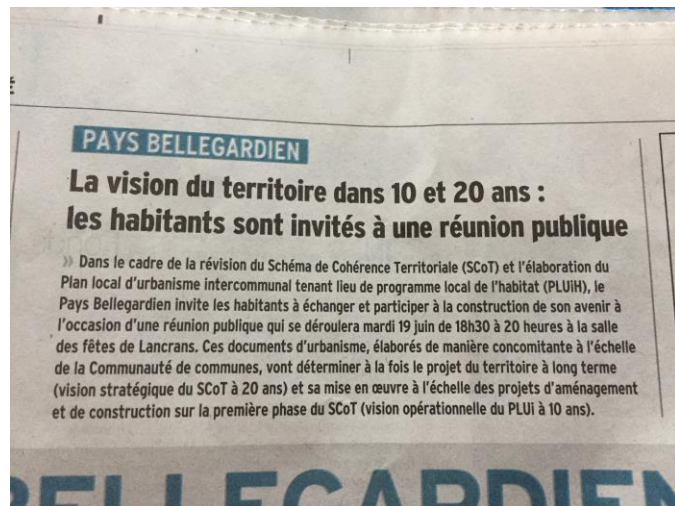 PAYS BELLEGARDIEN
La vision du territoire dans 10 et 20 ans :
les habitants sont invités à une réunion publique
» Dans le cadre de la révision du Schéma de Cohérence Territoriale (SCoT) et l'élaboration du
Plan local d'urbanisme intercommunal tenant lieu de programme local de l'habitat (PLUiH), le
Pays Bellegardien invite les habitants à échanger et participer à la construction de son avenir à
l'occasion d'une réunion publique qui se déroulera mardi 19 juin de 18h30 à 20 heures à la salle
des fêtes de Lancrans. Ces documents d'urbanisme, élaborés de manière concomitante à l'échelle
de la Communauté de communes, vont déterminer à la fois le projet du territoire à long terme
(vision stratégique du SCoT à 20 ans) et sa mise en œuvre à l'échelle des projets d'aménagement
et de construction sur la première phase du SCoT (vision opérationnelle du PLUi à 10 ans).
BELLEGARDIEN